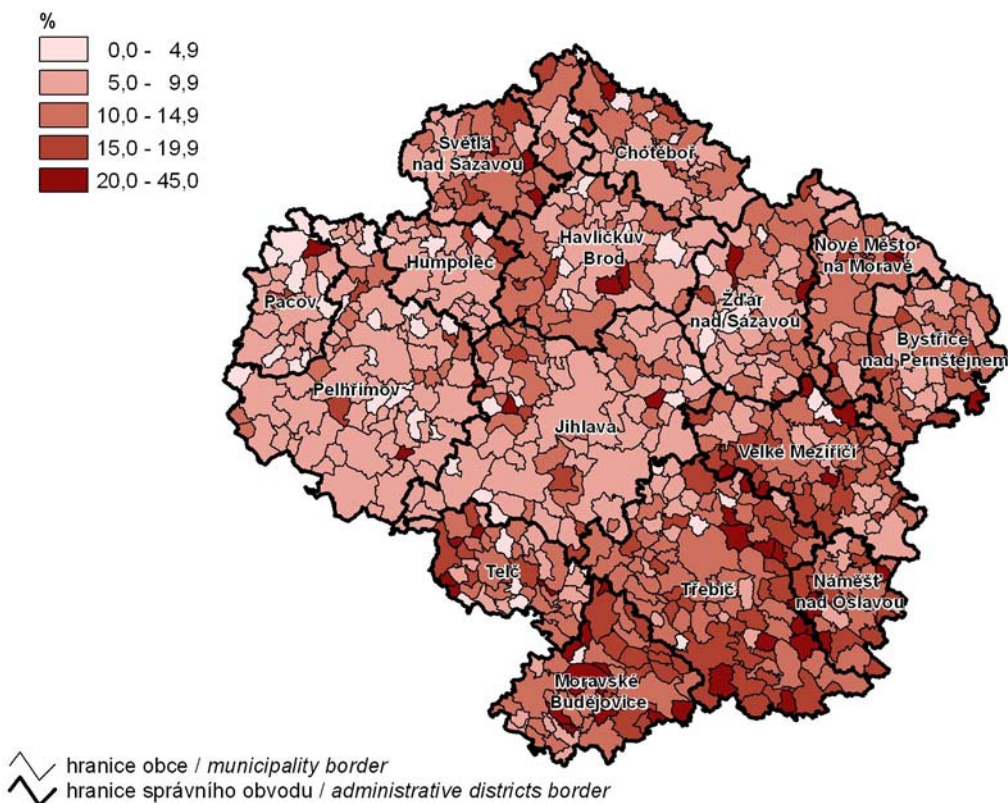 %
0,0 - 4,9
5,0 - 9,9
10,0 - 14,9
15,0 - 19,9
20,0 - 45,0
Světlá
nad Sázavou
Chotěboř
Havlíčkův
Brod
Humpolec
Nové Město
na Moravě
Pacov
Žďár
nad Sázavou
Bystřice
nad Pernštejnem
Pelhřimov
Jihlava
Velké Meziříčí
Telč
Třebíč
Náměšť
nad Oslavou
Moravské
Budějovice
hranice obce / municipality border
hranice správního obvodu / administrative districts border